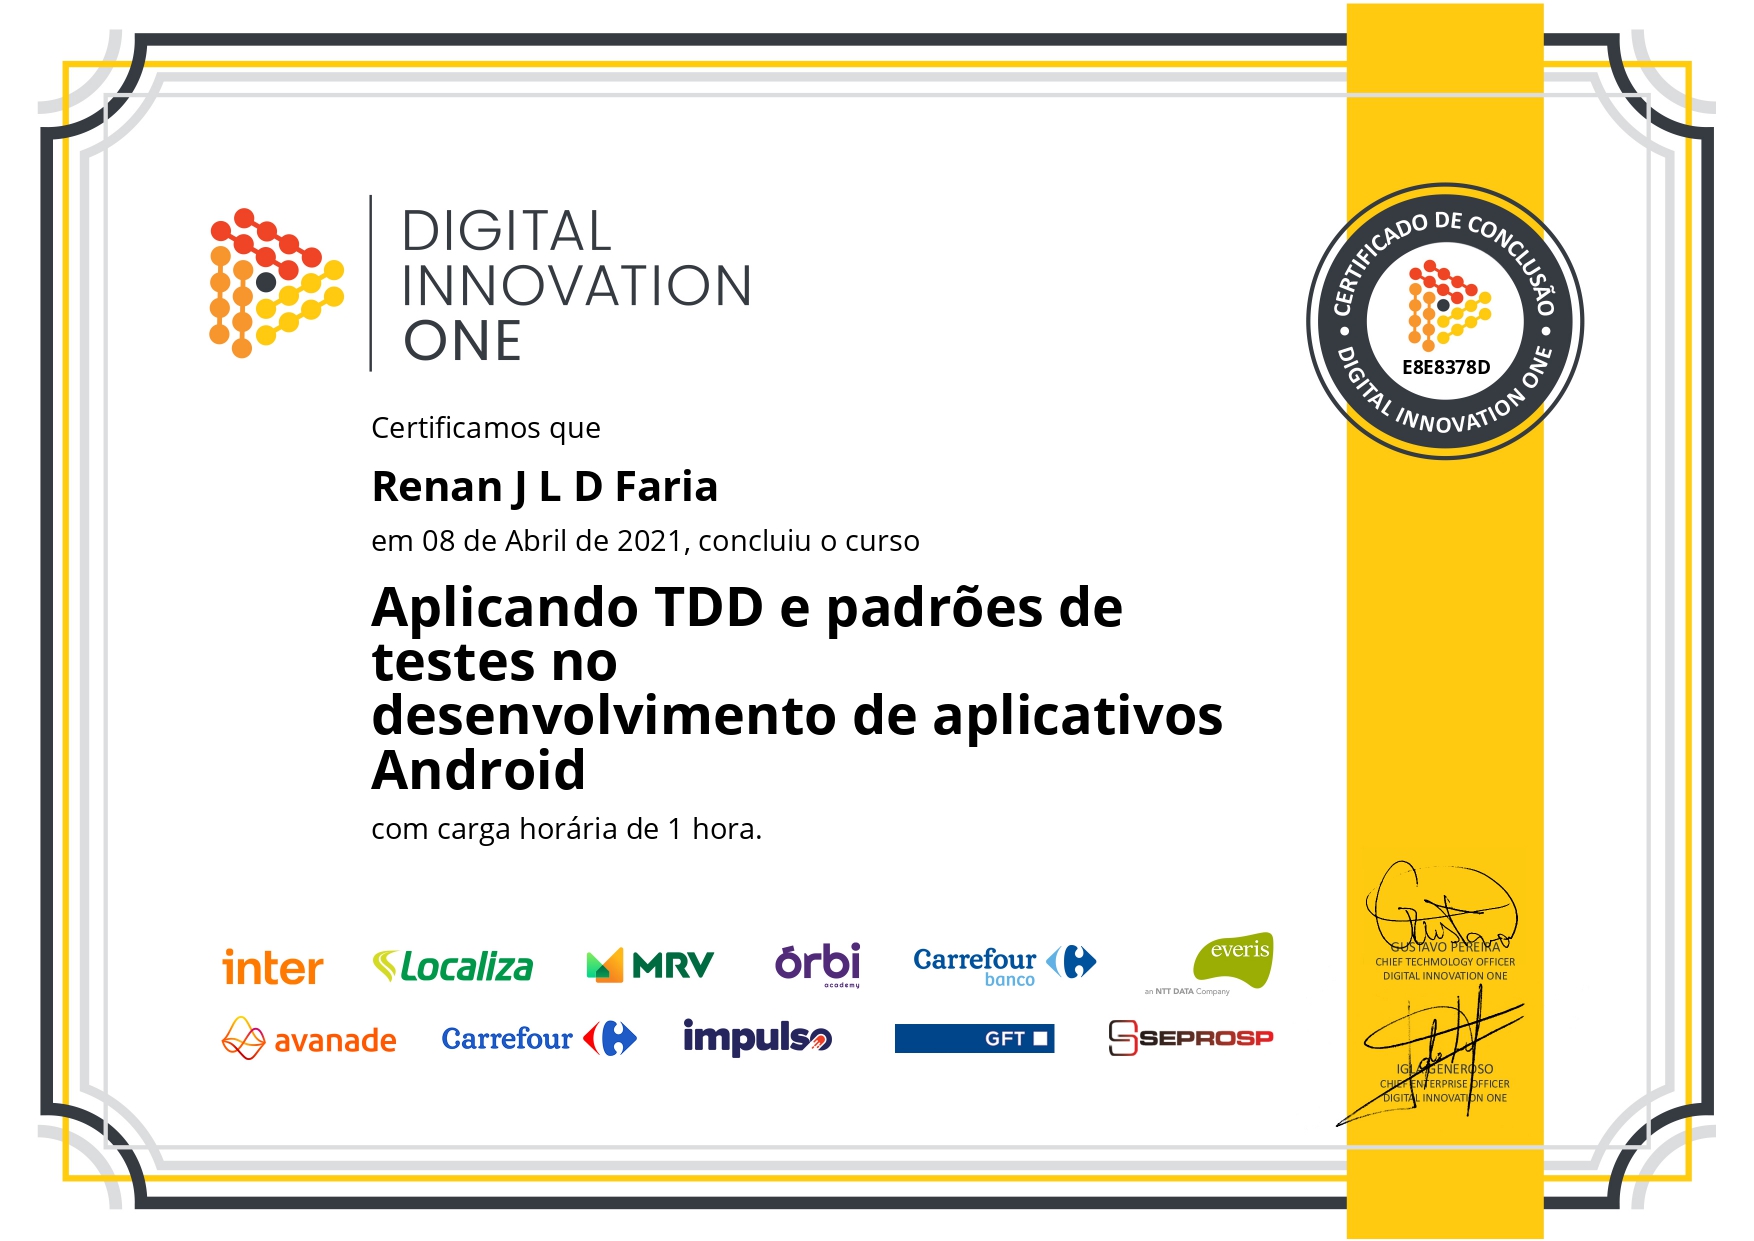 DIGITAL
INNOVATION
ONE
CERTIFICADO DE CONCLUSÃO
E8E8378D
• DIGITAL INNOVATION ONE •
Certificamos que
Renan J L D Faria
em 08 de Abril de 2021, concluiu o curso
Aplicando TDD e padrões de
testes no
desenvolvimento de aplicativos
Android
com carga horária de 1 hora.
inter
Localiza
MRV
órbi
academy
Carrefour
banco
everis
an NTT DATA Company
avanade
Carrefour
impulso
GFT
SEPROSP
GUSTAVO PEREIRA
CHIEF TECHNOLOGY OFFICER
DIGITAL INNOVATION ONE
IGLÁ GENEROSO
CHIEF ENTERPRISE OFFICER
DIGITAL INNOVATION ONE